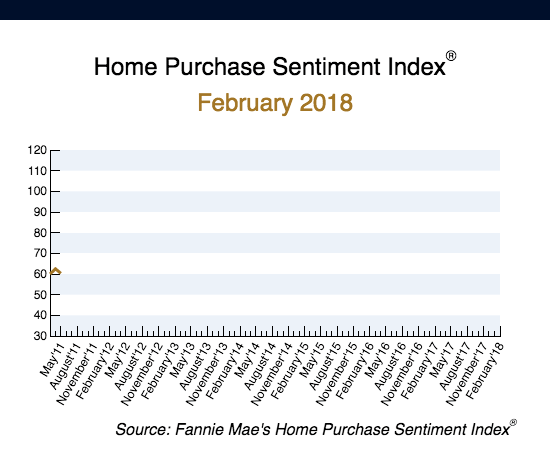 Home Purchase Sentiment Index®
February 2018
120
110
100
90
80
70
60
50
40
30
May'11
August'11
November'11
February'12
May'12
August'12
November'12
February'13
May'13
August'13
November'13
February'14
May'14
August'14
November'14
February'15
May'15
August'15
November'15
February'16
May'16
August'16
November'16
February'17
May'17
August'17
November'17
February'18
Source: Fannie Mae's Home Purchase Sentiment Index®